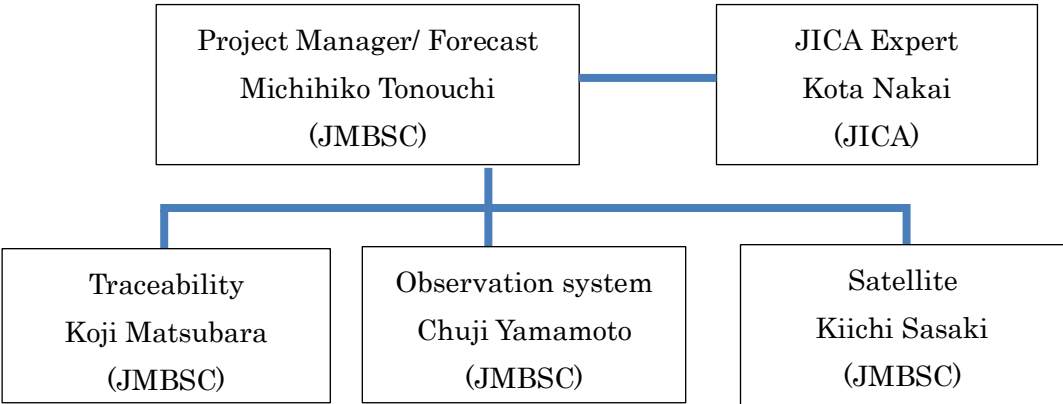 Project Manager/ Forecast
Michihiko Tonouchi
(JMBSC)
JICA Expert
Kota Nakai
(JICA)
Traceability
Koji Matsubara
(JMBSC)
Observation system
Chuji Yamamoto
(JMBSC)
Satellite
Kiichi Sasaki
(JMBSC)